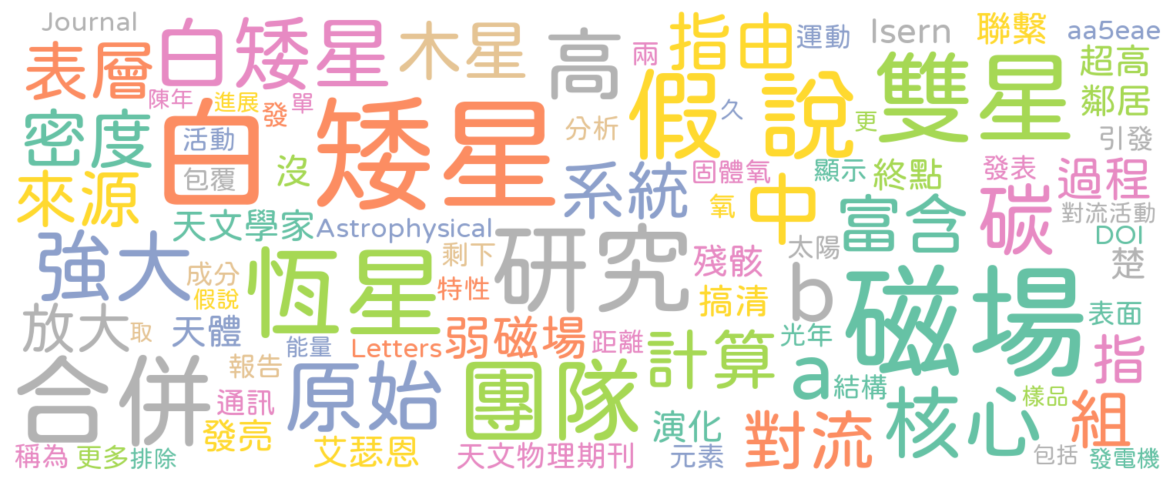 Journal
白矮星
木星
高
兩
指
由
運動
Isern
聯繫
aa5eae
表層
陳年
進展
發
單
白矮星
假說
久
更
雙星
超高
鄰居
引發
密度
活動
包覆
沒
分析
系統
固體氧
氧
中
顯示
終點
發表
過程
碳
富含
對流活動
DOI
來源
天文學家
Astrophysical
研究
殘骸
太陽
楚
強大
成分
假說
恆星
剩下
特性
搞清
b
磁場
表面
放大
取
天體
能量
Letters
弱磁場
距離
光年
計算
a
結構
指
合併
報告
通訊
發亮
原始
團隊
演化
對流
核心
樣品
組
稱為
更多
排除
艾瑟恩
天文物理期刊
元素
包括
發電機